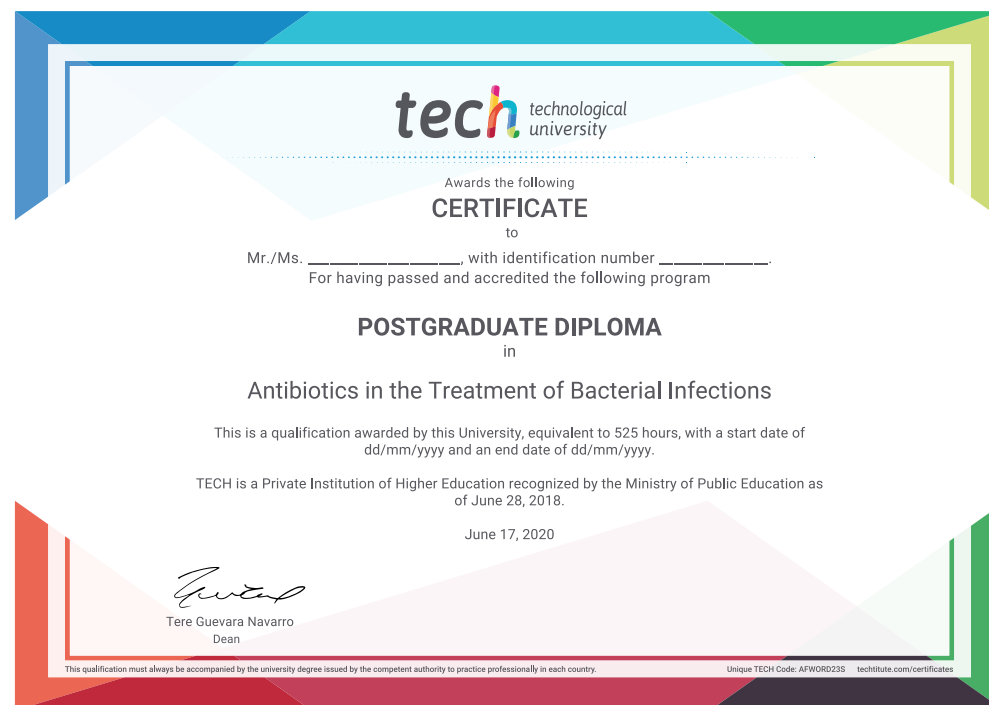 tech technological
university
Awards the following
CERTIFICATE
to
Mr./Ms. ____________________, with identification number ______________.
For having passed and accredited the following program
POSTGRADUATE DIPLOMA
in
Antibiotics in the Treatment of Bacterial Infections
This is a qualification awarded by this University, equivalent to 525 hours, with a start date of
dd/mm/yyyy and an end date of dd/mm/yyyy.
TECH is a Private Institution of Higher Education recognized by the Ministry of Public Education as
of June 28, 2018.
June 17, 2020
Tere Guevara Navarro
Dean
This qualification must always be accompanied by the university degree issued by the competent authority to practice professionally in each country.
Unique TECH Code: AFWORD23S techtitute.com/certificates